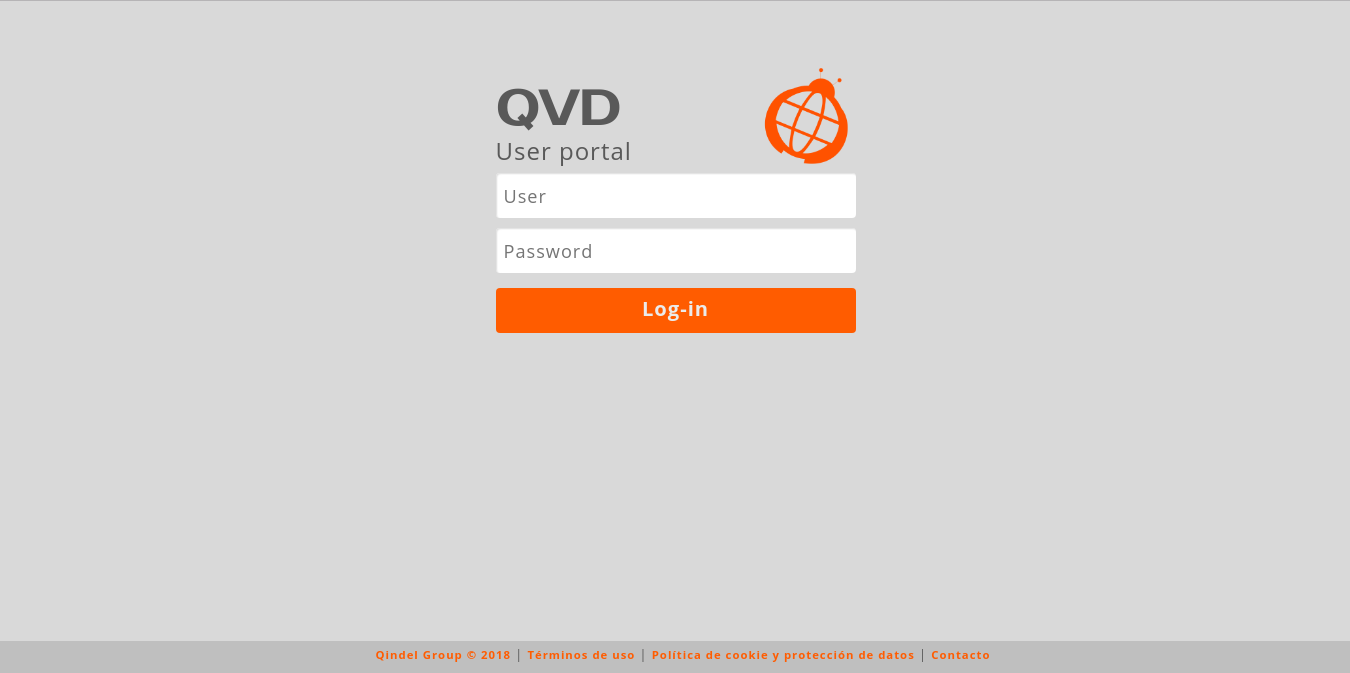 QVD
User portal
User
Password
Log-in
Qindel Group © 2018 | Términos de uso | Política de cookie y protección de datos | Contacto